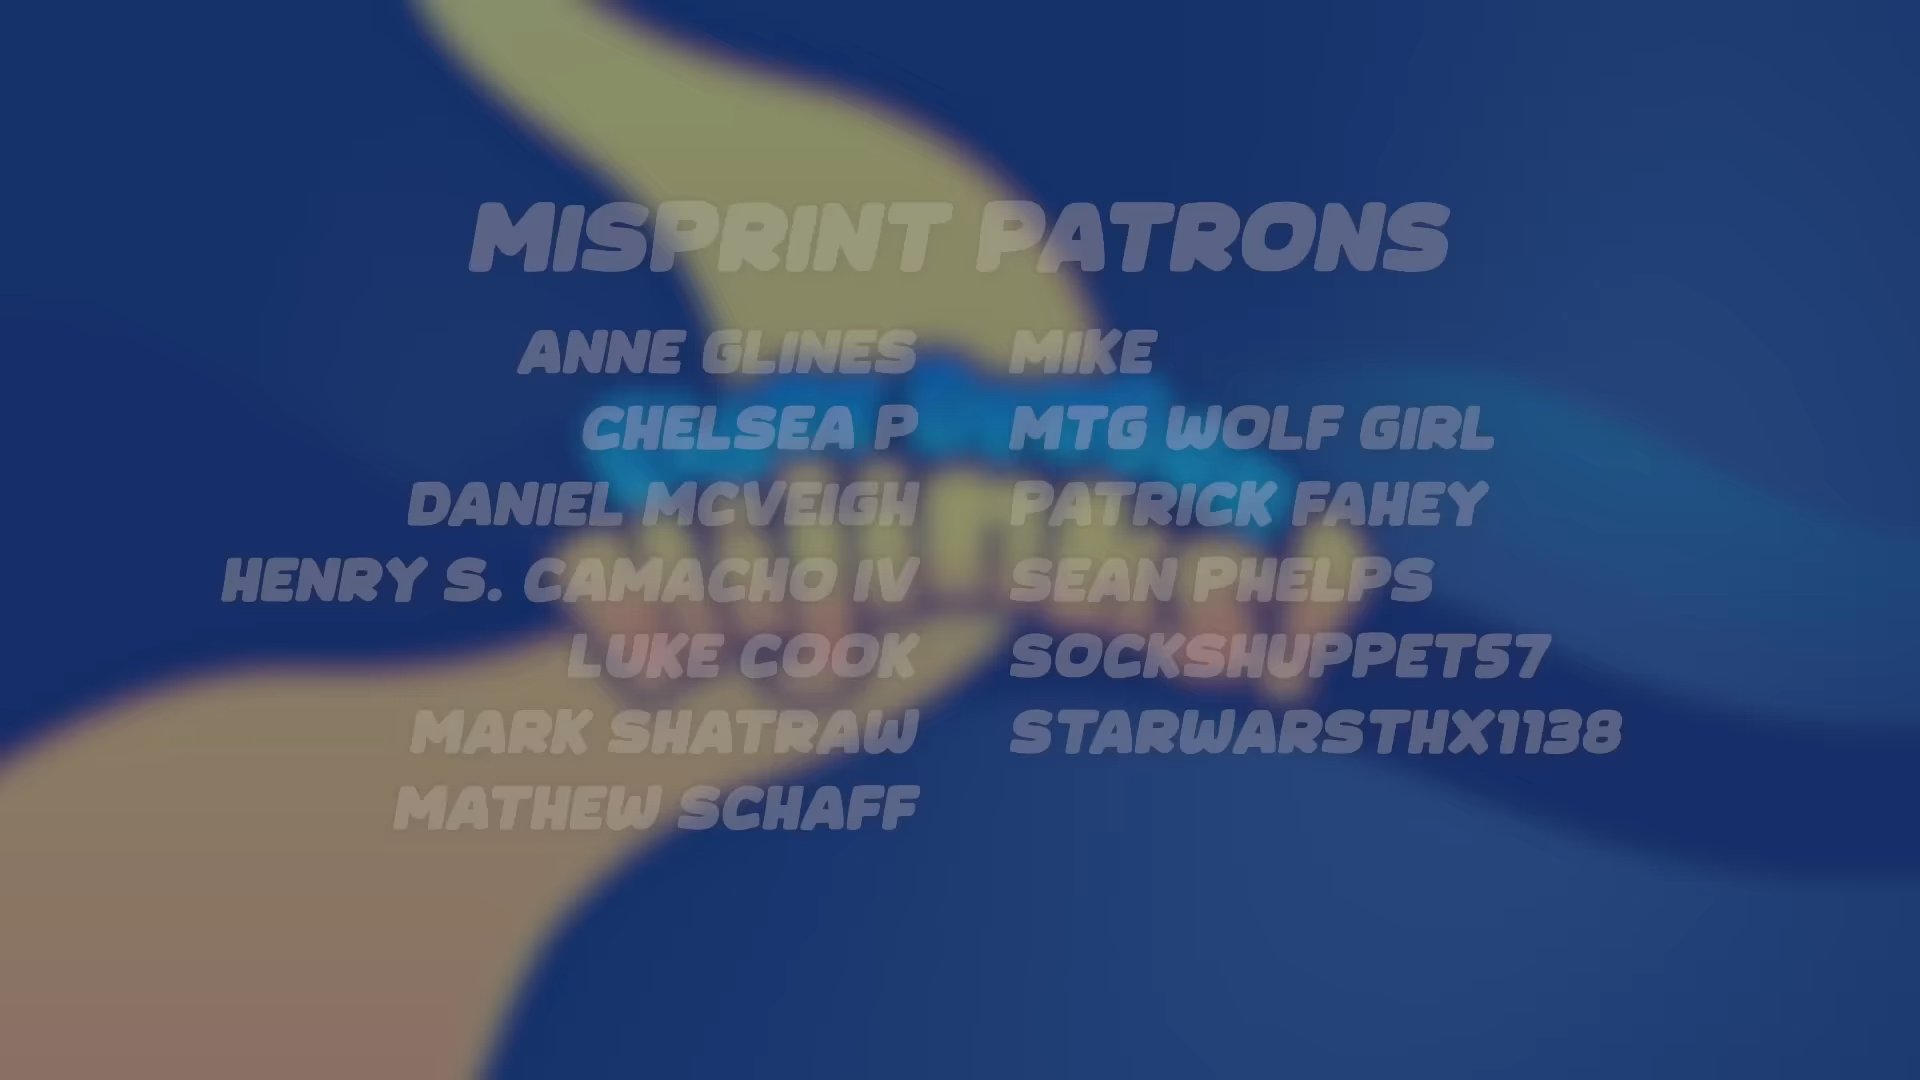 MISPRINT PATRONS
ANNE GLINES
CHELSEA P
DANIEL MCVEIGH
HENRY S. CAMACHO IV
LUKE COOK
MARK SHATRAW
MATHEW SCHAFF
MIKE
MTG WOLF GIRL
PATRICK FAHEY
SEAN PHELPS
SOCKSHUPPET57
STARWARSTHX1138